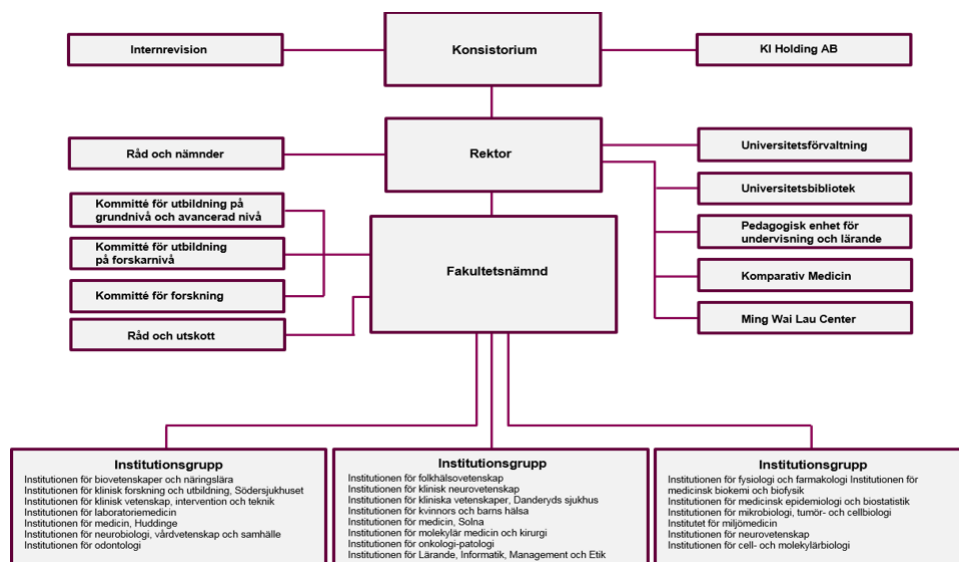 Internrevision
Konsistorium
KI Holding AB
Råd och nämnder
Rektor
Universitetsförvaltning
Universitetsbibliotek
Kommitté för utbildning på
grundnivå och avancerad nivå
Kommitté för utbildning
på forskarnivå
Kommitté för forskning
Råd och utskott
Fakultetsnämnd
Pedagogisk enhet för
undervisning och lärande
Komparativ Medicin
Ming Wai Lau Center
Institutionsgrupp
Institutionen för biovetenskaper och näringslära
Institutionen för klinisk forskning och utbildning, Södersjukhuset
Institutionen för klinisk vetenskap, intervention och teknik
Institutionen för laboratoriemedicin
Institutionen för medicin, Huddinge
Institutionen för neurobiologi, vårdvetenskap och samhälle
Institutionen för odontologi
Institutionsgrupp
Institutionen för folkhälsovetenskap
Institutionen för klinisk neurovetenskap
Institutionen för kliniska vetenskaper, Danderyds sjukhus
Institutionen för kvinnors och barns hälsa
Institutionen för medicin, Solna
Institutionen för molekylär medicin och kirurgi
Institutionen för onkologi-patologi
Institutionen för Lärande, Informatik, Management och Etik
Institutionsgrupp
Institutionen för fysiologi och farmakologi Institutionen för
medicinsk biokemi och biofysik
Institutionen för medicinsk epidemiologi och biostatistik
Institutionen för mikrobiologi, tumör- och cellbiologi
Institutet för miljömedicin
Institutionen för neurovetenskap
Institutionen för cell- och molekylärbiologi